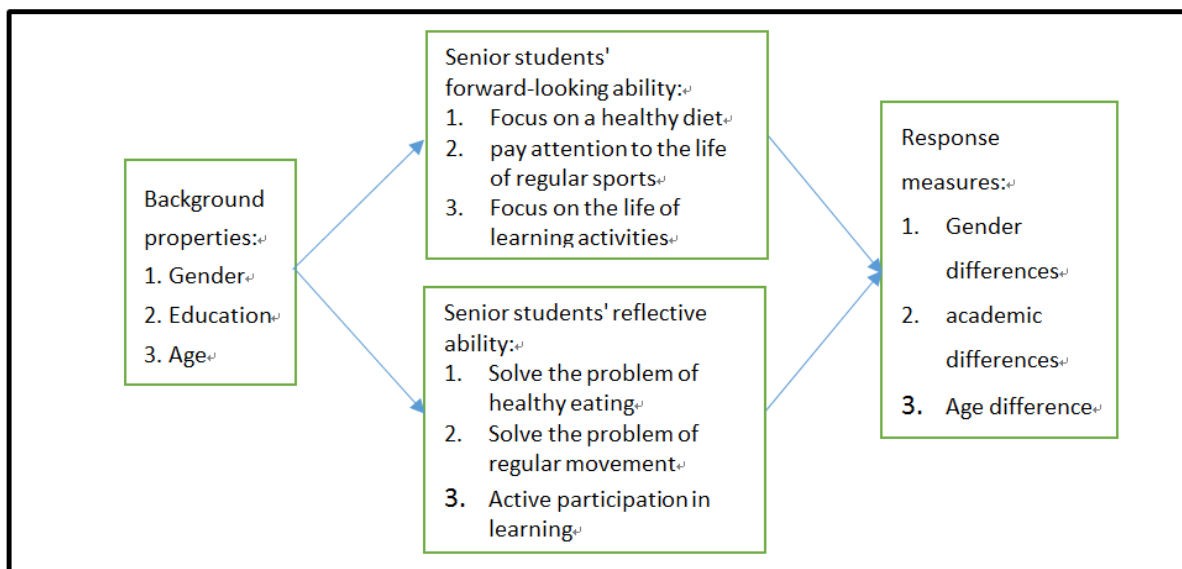 Background
properties:
1. Gender
2. Education
3. Age
Senior students'
forward-looking ability:
1. Focus on a healthy diet
2. pay attention to the life
of regular sports
3. Focus on the life of
learning activities
Senior students' reflective
ability:
1. Solve the problem of
healthy eating
2. Solve the problem of
regular movement
3. Active participation in
learning
Response
measures:
1. Gender
differences
2. academic
differences
3. Age difference